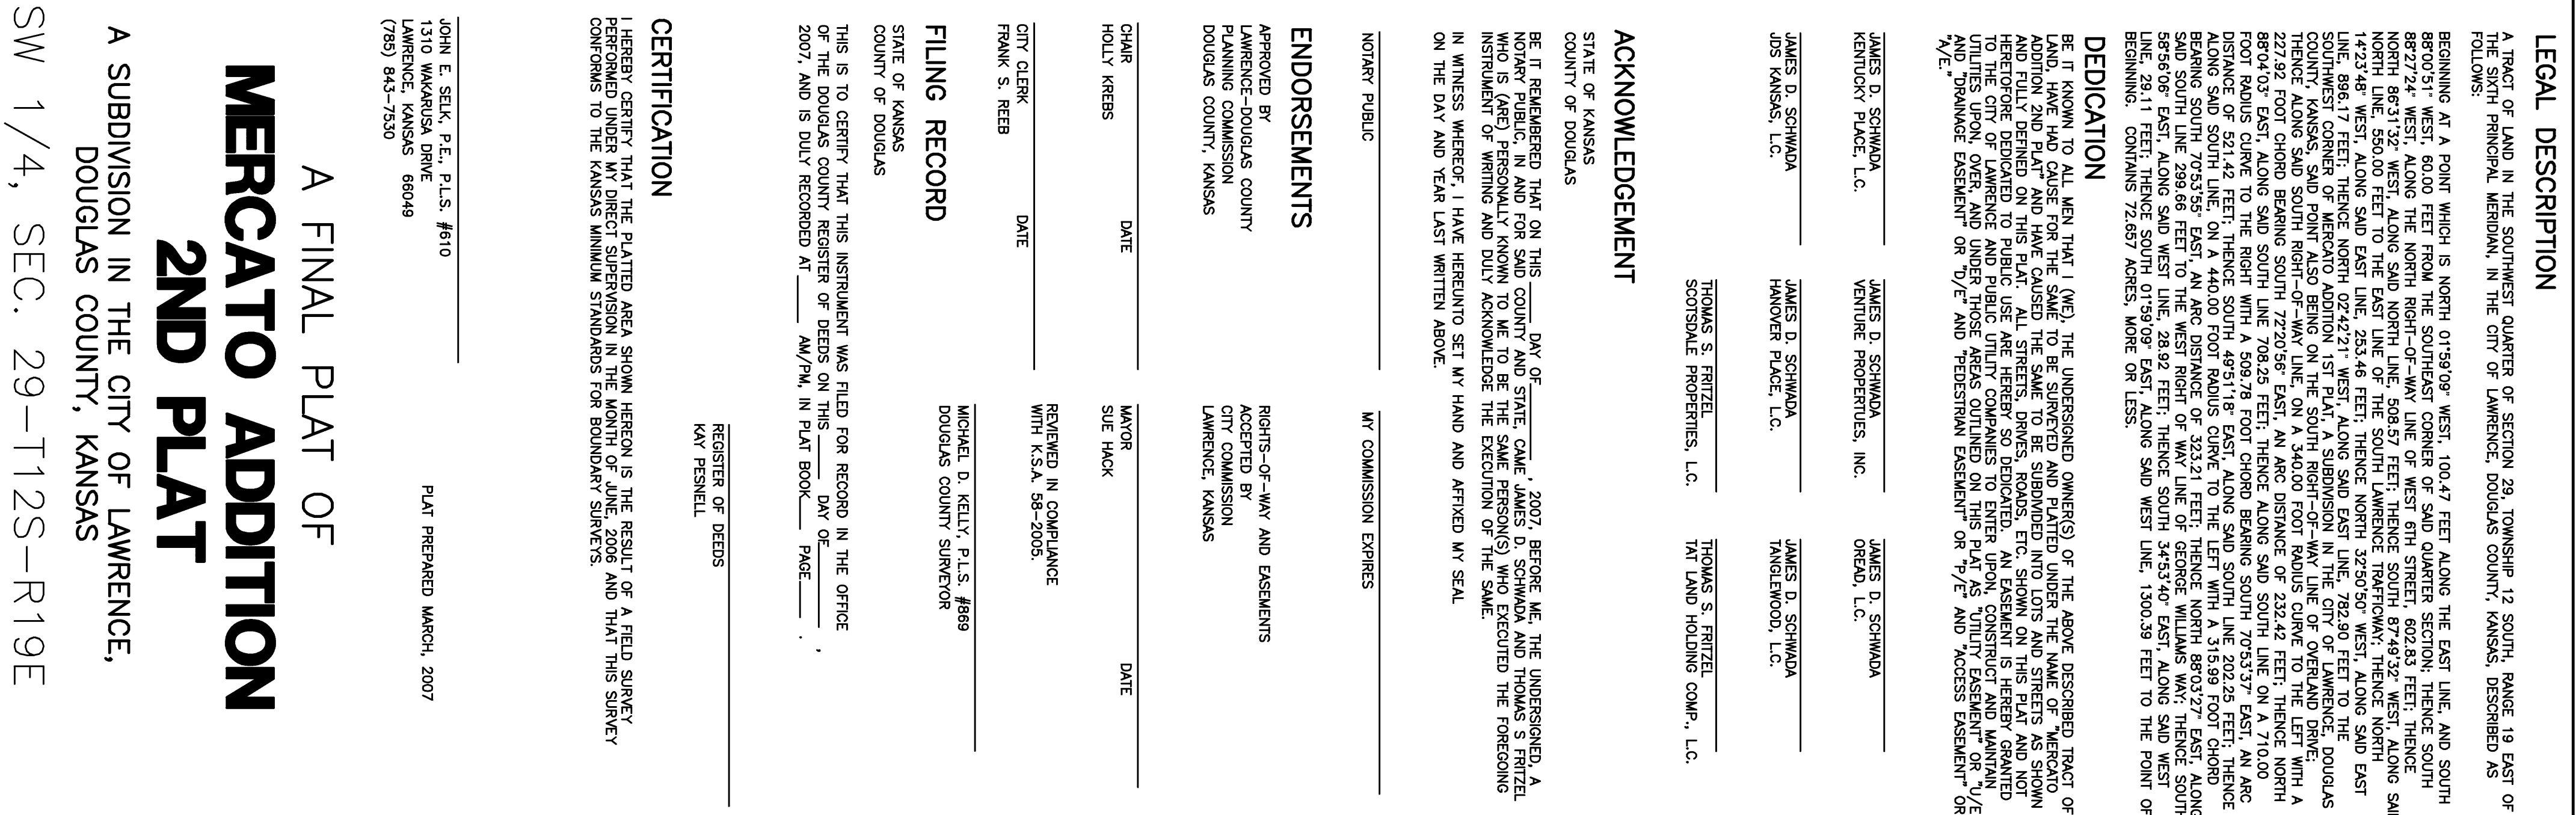 LEGAL DESCRIPTION
A TRACT OF LAND IN THE SOUTHWEST QUARTER OF SECTION 29, TOWNSHIP 12 SOUTH, RANGE 19 EAST OF
THE SIXTH PRINCIPAL MERIDIAN, IN THE CITY OF LAWRENCE, DOUGLAS COUNTY, KANSAS, DESCRIBED AS
FOLLOWS:
BEGINNING AT A POINT WHICH IS NORTH 01°59'09" WEST, 100.47 FEET ALONG THE EAST LINE, AND SOUTH
88°00'51" WEST, 60.00 FEET FROM THE SOUTHEAST CORNER OF SAID QUARTER SECTION; THENCE SOUTH
88°27'24" WEST, ALONG THE NORTH RIGHT-OF-WAY LINE OF WEST 6TH STREET, 602.83 FEET; THENCE
NORTH 86°31'32" WEST, ALONG SAID NORTH LINE, 508.57 FEET; THENCE SOUTH 87°49'32" WEST, ALONG SAI
NORTH LINE, 550.00 FEET TO THE EAST LINE OF THE SOUTH LAWRENCE TRAFFICWAY; THENCE NORTH
14°23'48" WEST, ALONG SAID EAST LINE, 253.46 FEET; THENCE NORTH 32°50'50" WEST, ALONG SAID EAST
LINE, 896.17 FEET; THENCE NORTH 02°42'21" WEST, ALONG SAID EAST LINE, 782.90 FEET TO THE
SOUTHWEST CORNER OF MERCATO ADDITION 1ST PLAT, A SUBDIVISION IN THE CITY OF LAWRENCE, DOUGLAS
COUNTY, KANSAS, SAID POINT ALSO BEING ON THE SOUTH RIGHT-OF-WAY LINE OF OVERLAND DRIVE;
THENCE ALONG SAID SOUTH RIGHT-OF-WAY LINE, ON A 340.00 FOOT RADIUS CURVE TO THE LEFT WITH A
227.92 FOOT CHORD BEARING SOUTH 72°20'56" EAST, AN ARC DISTANCE OF 232.42 FEET; THENCE NORTH
88°04'03" EAST, ALONG SAID SOUTH LINE 708.25 FEET; THENCE ALONG SAID SOUTH LINE ON A 710.00
FOOT RADIUS CURVE TO THE RIGHT WITH A 509.78 FOOT CHORD BEARING SOUTH 70°53'37" EAST, AN ARC
DISTANCE OF 521.42 FEET; THENCE SOUTH 49°51'18" EAST, ALONG SAID SOUTH LINE 202.25 FEET; THENCE
ALONG SAID SOUTH LINE, ON A 440.00 FOOT RADIUS CURVE TO THE LEFT WITH A 315.99 FOOT CHORD
BEARING SOUTH 70°53'55" EAST, AN ARC DISTANCE OF 323.21 FEET; THENCE NORTH 88°03'27" EAST, ALONG
SAID SOUTH LINE 299.66 FEET TO THE WEST RIGHT OF WAY LINE OF GEORGE WILLIAMS WAY; THENCE SOUTH
58°56'06" EAST, ALONG SAID WEST LINE, 28.92 FEET; THENCE SOUTH 34°53'40" EAST, ALONG SAID WEST
LINE, 29.11 FEET; THENCE SOUTH 01°59'09" EAST, ALONG SAID WEST LINE, 1300.39 FEET TO THE POINT OF
BEGINNING.  CONTAINS 72.657 ACRES, MORE OR LESS.
DEDICATION
BE IT KNOWN TO ALL MEN THAT I (WE), THE UNDERSIGNED OWNER(S) OF THE ABOVE DESCRIBED TRACT OF
LAND, HAVE HAD CAUSE FOR THE SAME TO BE SURVEYED AND PLATTED UNDER THE NAME OF "MERCATO
ADDITION 2ND PLAT" AND HAVE CAUSED THE SAME TO BE SUBDIVIDED INTO LOTS AND STREETS AS SHOWN
AND FULLY DEFINED ON THIS PLAT.  ALL STREETS, DRIVES, ROADS, ETC. SHOWN ON THIS PLAT AND NOT
HERETOFORE DEDICATED TO PUBLIC USE ARE HEREBY SO DEDICATED.  AN EASEMENT IS HEREBY GRANTED
TO THE CITY OF LAWRENCE AND PUBLIC UTILITY COMPANIES TO ENTER UPON, CONSTRUCT AND MAINTAIN
UTILITIES UPON, OVER, AND UNDER THOSE AREAS OUTLINED ON THIS PLAT AS "UTILITY EASEMENT" OR "U/E
AND "DRAINAGE EASEMENT" OR "D/E" AND "PEDESTRIAN EASEMENT" OR "P/E" AND "ACCESS EASEMENT" OR
"A/E."
JAMES D. SCHWADA JAMES D. SCHWADA JAMES D. SCHWADA
KENTUCKY PLACE, L.C. VENTURE PROPERTUES, INC. OREAD, L.C.
JAMES D. SCHWADA JAMES D. SCHWADA JAMES D. SCHWADA
JDS KANSAS, L.C. HANOVER PLACE, L.C. TANGLEWOOD, L.C.
THOMAS S. FRITZEL THOMAS S. FRITZEL
SCOTSDALE PROPERTIES, L.C. TAT LAND HOLDING COMP., L.C.
ACKNOWLEDGEMENT
STATE OF KANSAS
COUNTY OF DOUGLAS
BE IT REMEMBERED THAT ON THIS ____ DAY OF ______, 2007, BEFORE ME, THE UNDERSIGNED, A
NOTARY PUBLIC, IN AND FOR SAID COUNTY AND STATE, CAME JAMES D. SCHWADA AND THOMAS S FRITZEL
WHO IS (ARE) PERSONALLY KNOWN TO ME TO BE THE SAME PERSON(S) WHO EXECUTED THE FOREGOING
INSTRUMENT OF WRITING AND DULY ACKNOWLEDGE THE EXECUTION OF THE SAME.
IN WITNESS WHEREOF, I HAVE HEREUNTO SET MY HAND AND AFFIXED MY SEAL
ON THE DAY AND YEAR LAST WRITTEN ABOVE.
NOTARY PUBLIC MY COMMISSION EXPIRES
ENDORSEMENTS
APPROVED BY RIGHTS-OF-WAY AND EASEMENTS
LAWRENCE-DOUGLAS COUNTY ACCEPTED BY
PLANNING COMMISSION CITY COMMISSION
DOUGLAS COUNTY, KANSAS LAWRENCE, KANSAS
CHAIR DATE MAYOR DATE
HOLLY KREBS SUE HACK
CITY CLERK DATE REVIEWED IN COMPLIANCE
FRANK S. REEB WITH K.S.A. 58-2005.
MICHAEL D. KELLY, P.L.S. #869
DOUGLAS COUNTY SURVEYOR
FILING RECORD
STATE OF KANSAS
COUNTY OF DOUGLAS
THIS IS TO CERTIFY THAT THIS INSTRUMENT WAS FILED FOR RECORD IN THE OFFICE
OF THE DOUGLAS COUNTY REGISTER OF DEEDS ON THIS ____ DAY OF ______,
2007, AND IS DULY RECORDED AT ____ AM/PM, IN PLAT BOOK____ PAGE____ .
REGISTER OF DEEDS
KAY PESNELL
CERTIFICATION
I HEREBY CERTIFY THAT THE PLATTED AREA SHOWN HEREON IS THE RESULT OF A FIELD SURVEY
PERFORMED UNDER MY DIRECT SUPERVISION IN THE MONTH OF JUNE, 2006 AND THAT THIS SURVEY
CONFORMS TO THE KANSAS MINIMUM STANDARDS FOR BOUNDARY SURVEYS.
JOHN E. SELK, P.E., P.L.S. #610
1310 WAKARUSA DRIVE PLAT PREPARED MARCH, 2007
LAWRENCE, KANSAS  66049
(785) 843-7530
A FINAL PLAT OF
MERCATO ADDITION
2ND PLAT
A SUBDIVISION IN THE CITY OF LAWRENCE,
DOUGLAS COUNTY, KANSAS
SW 1/4, SEC. 29-T12S-R19E